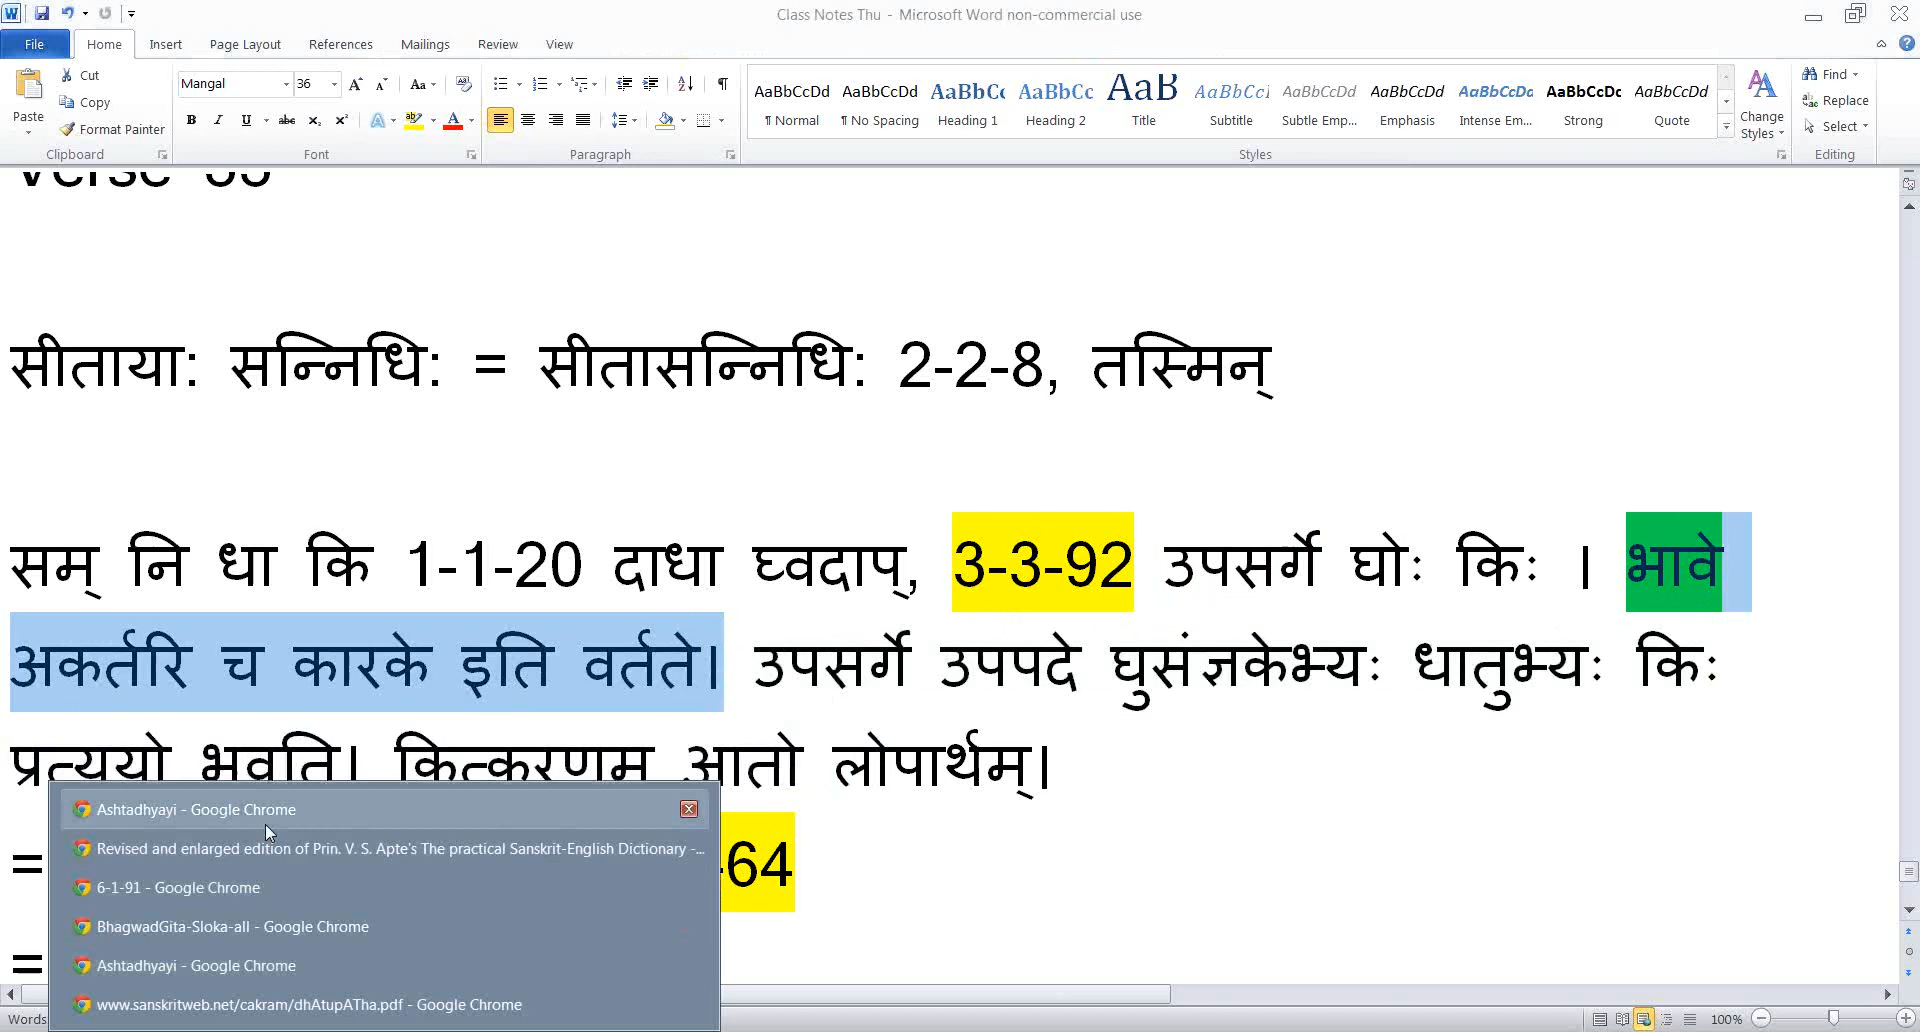 Class Notes Thu - Microsoft Word non-commercial use
File Home Insert Page Layout References Mailings Review View
Paste Cut Copy Format Painter
Mangal 36
AaBbCcDd AaBbCcDd AaBbCc AaBbCc AaB AaBbCcl AaBbCcDd AaBbCcDd AaBbCcDd AaBbCcDc AaBbCcDd
¶ Normal ¶ No Spacing Heading 1 Heading 2 Title Subtitle Subtle Emp... Emphasis Intense Em... Strong Quote
Change Styles
Find Replace Select
Clipboard Font Paragraph Styles Editing
सीतायाः सन्निधिः = सीतासन्निधिः 2-2-8, तस्मिन्
सम् नि धा कि 1-1-20 दाधा घ्वदाप्, 3-3-92 उपसर्गे घोः किः । भावे
अकर्तरि च कारके इति वर्तते। उपसर्गे उपपदे घुसंज्ञकेभ्यः धातुभ्यः किः
प्रत्ययो भवति। कित्करणम् आतो लोपार्थम्।
= -64
=
Ashtadhyayi - Google Chrome
Revised and enlarged edition of Prin. V. S. Apte's The practical Sanskrit-English Dictionary -...
6-1-91 - Google Chrome
BhagwadGita-Sloka-all - Google Chrome
Ashtadhyayi - Google Chrome
www.sanskritweb.net/cakram/dhAtupATha.pdf - Google Chrome
Words 100%